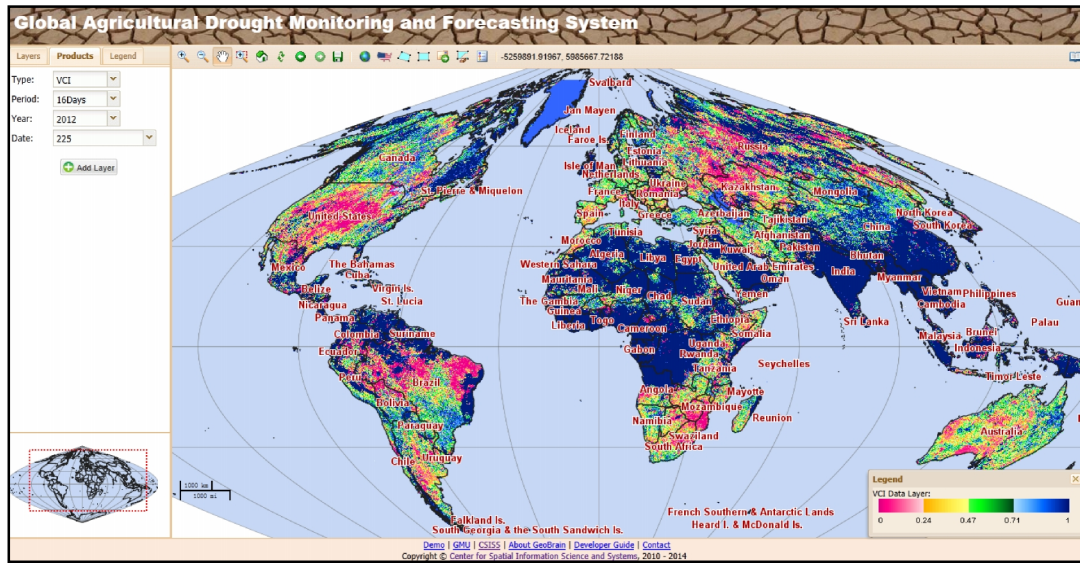 Global Agricultural Drought Monitoring and Forecasting System
Layers Products Legend
-5259891.91967, 5985667.72188
Type: VCI
Period: 16Days
Year: 2012
Date: 225
Add Layer
Svalbard
Jan Mayen
Iceland
Faroe Is.
Finland
Estonia
Lithuania
Russia
Canada
Isle of Man
Netherlands
St. Pierre & Miquelon
Ukraine
France
Romania
Kazakhstan
Mongolia
Italy
United States
Spain
Greece
Azerbaijan
Tajikistan
North Korea
South Korea
China
Tunisia
Syria
Afghanistan
Morocco
Jordan
Kuwait
Pakistan
Bhutan
Algeria
Libya
Egypt
Mexico
The Bahamas
Cuba
Western Sahara
United Arab Emirates
India
Myanmar
Oman
Mauritania
Belize
Virgin Is.
Mali
Niger
Chad
Yemen
Vietnam
Philippines
Nicaragua
St. Lucia
The Gambia
Sudan
Cambodia
Guam
Guinea
Panama
Togo
Ethiopia
Sri Lanka
Palau
Liberia
Cameroon
Somalia
Colombia
Suriname
Malaysia
Brunei
Ecuador
Gabon
Uganda
Rwanda
Indonesia
Seychelles
Tanzania
Peru
Brazil
Timor-Leste
Angola
Mayotte
Bolivia
Mozambique
Paraguay
Namibia
Reunion
Swaziland
Australia
South Africa
Chile
Uruguay
Legend
VCI Data Layer:
0 0.24 0.47 0.71 1
1000 km
1000 mi
French Southern & Antarctic Lands
Heard I. & McDonald Is.
Falkland Is.
South Georgia & the South Sandwich Is.
Demo | GMU | CSISS | About GeoBrain | Developer Guide | Contact
Copyright © Center for Spatial Information Science and Systems, 2010 - 2014